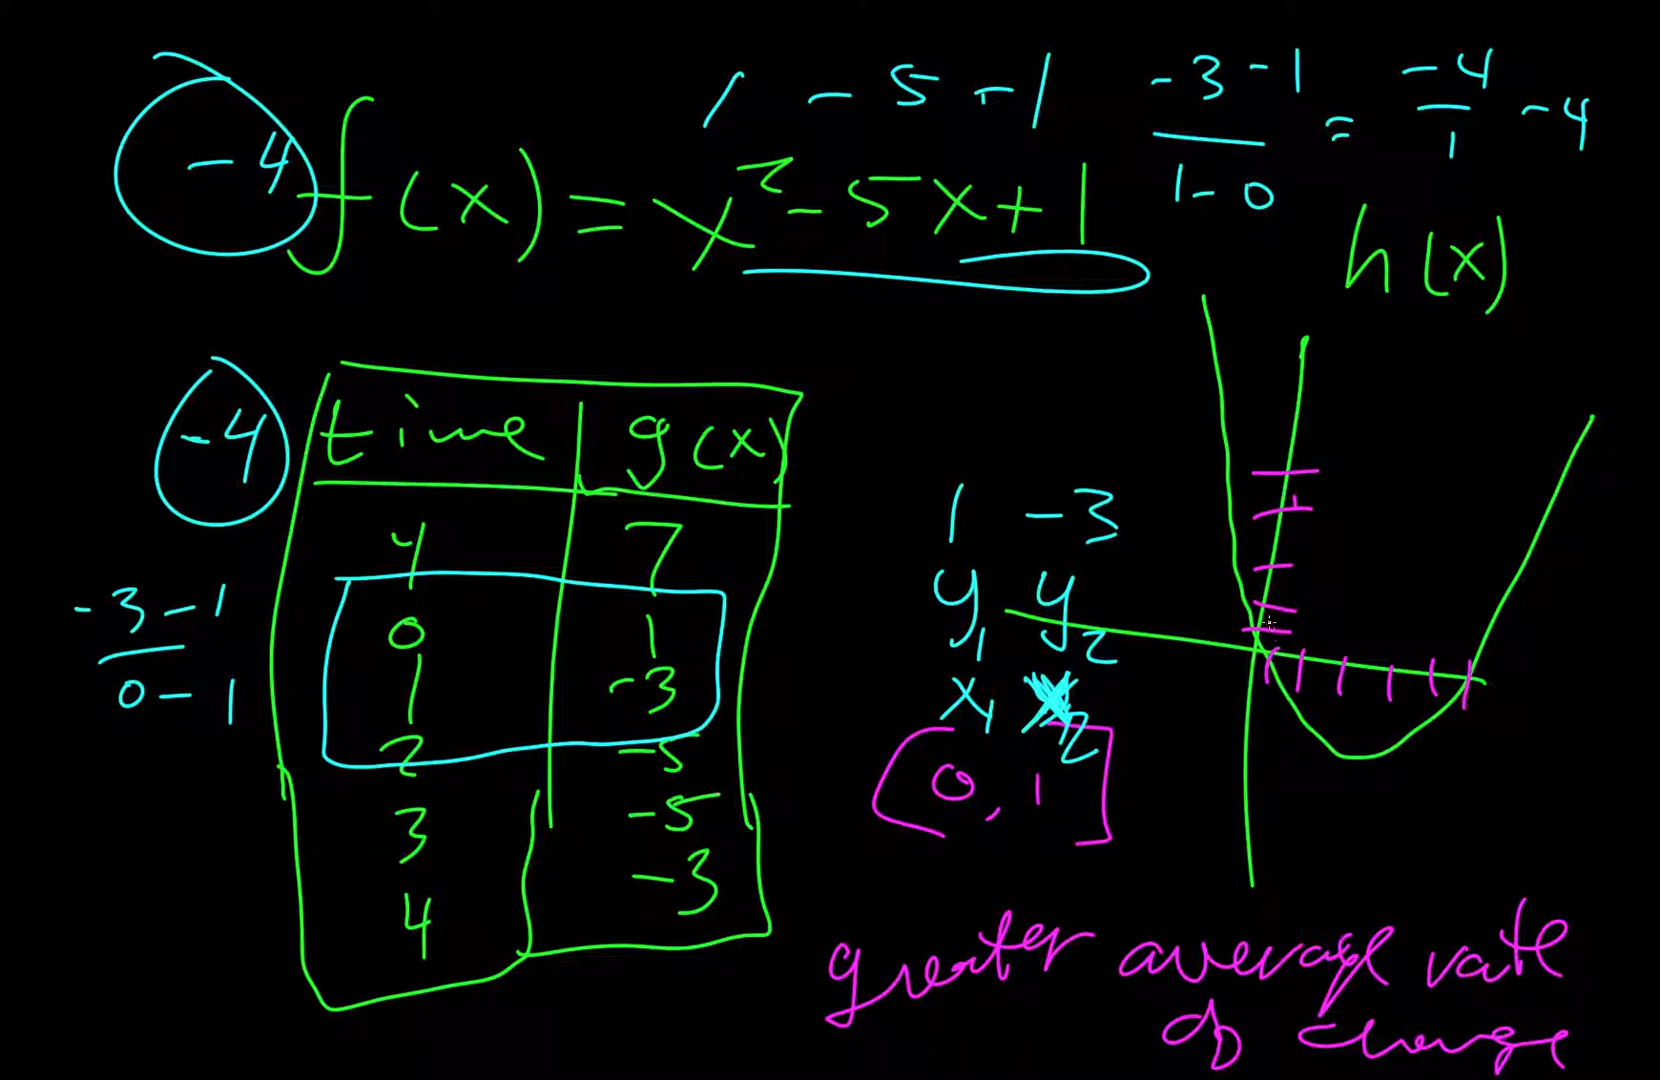 1 - 5 + 1
-3 - 1 / 1 - 0 = -4 / 1 -4
-4
f(x) = x² - 5x + 1
h(x)
-4
time g(x)
4 7
0 1
1 -3
2 -5
3 -5
4 -3
-3 - 1 / 0 - 1
1 -3
y₁ y₂
x₁ 2
(0, 1]
greater average rate
of change